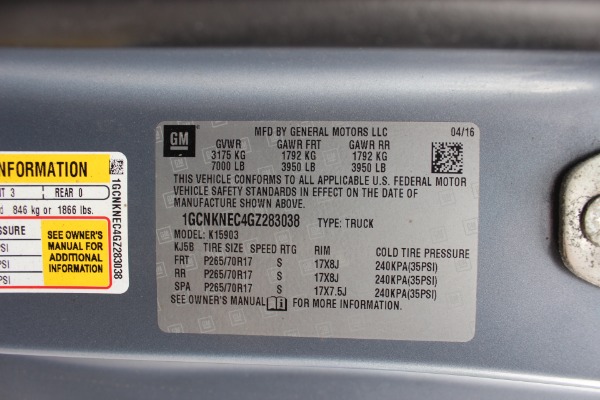 GM
MFD BY GENERAL MOTORS LLC 04/16
GVWR GAWR FRT GAWR RR
3175 KG 1792 KG 1792 KG
7000 LB 3950 LB 3950 LB
THIS VEHICLE CONFORMS TO ALL APPLICABLE U.S. FEDERAL MOTOR
VEHICLE SAFETY STANDARDS IN EFFECT ON THE DATE OF
MANUFACTURE SHOWN ABOVE.
1GCNKNEC4GZ283038 TYPE: TRUCK
MODEL: K15903
KJ5B TIRE SIZE SPEED RTG RIM COLD TIRE PRESSURE
FRT P265/70R17 S 17X8J 240KPA(35PSI)
RR P265/70R17 S 17X8J 240KPA(35PSI)
SPA P265/70R17 S 17X7.5J 240KPA(35PSI)
SEE OWNER'S MANUAL FOR MORE INFORMATION.
INFORMATION
3 REAR 0
846 kg or 1866 lbs.
SEE OWNER'S
MANUAL FOR
ADDITIONAL
INFORMATION
1GCNKNEC4GZ283038